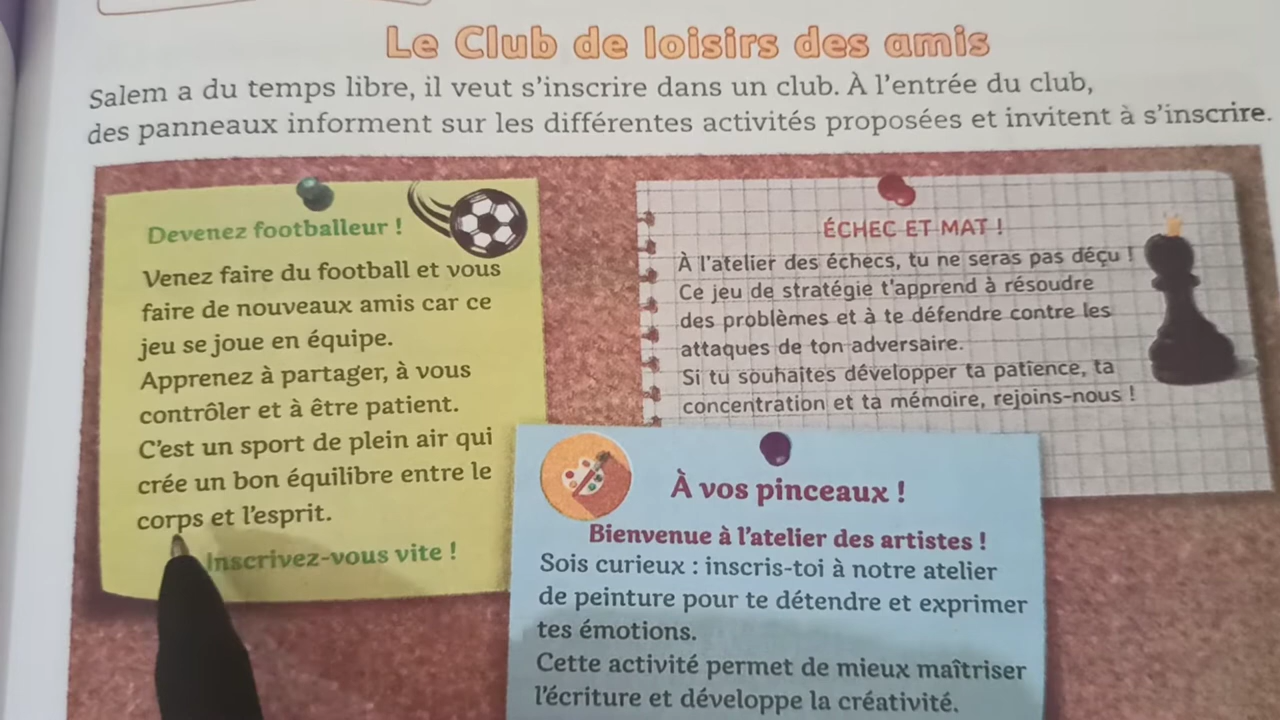 Le Club de loisirs des amis
Salem a du temps libre, il veut s'inscrire dans un club. À l'entrée du club,
des panneaux informent sur les différentes activités proposées et invitent à s'inscrire.
Devenez footballeur !
Venez faire du football et vous
faire de nouveaux amis car ce
jeu se joue en équipe.
Apprenez à partager, à vous
contrôler et à être patient.
C'est un sport de plein air qui
crée un bon équilibre entre le
corps et l'esprit.
Inscrivez-vous vite !
ÉCHEC ET MAT !
À l'atelier des échecs, tu ne seras pas déçu !
Ce jeu de stratégie t'apprend à résoudre
des problèmes et à te défendre contre les
attaques de ton adversaire.
Si tu souhaites développer ta patience, ta
concentration et ta mémoire, rejoins-nous !
À vos pinceaux !
Bienvenue à l'atelier des artistes !
Sois curieux : inscris-toi à notre atelier
de peinture pour te détendre et exprimer
tes émotions.
Cette activité permet de mieux maîtriser
l'écriture et développe la créativité.